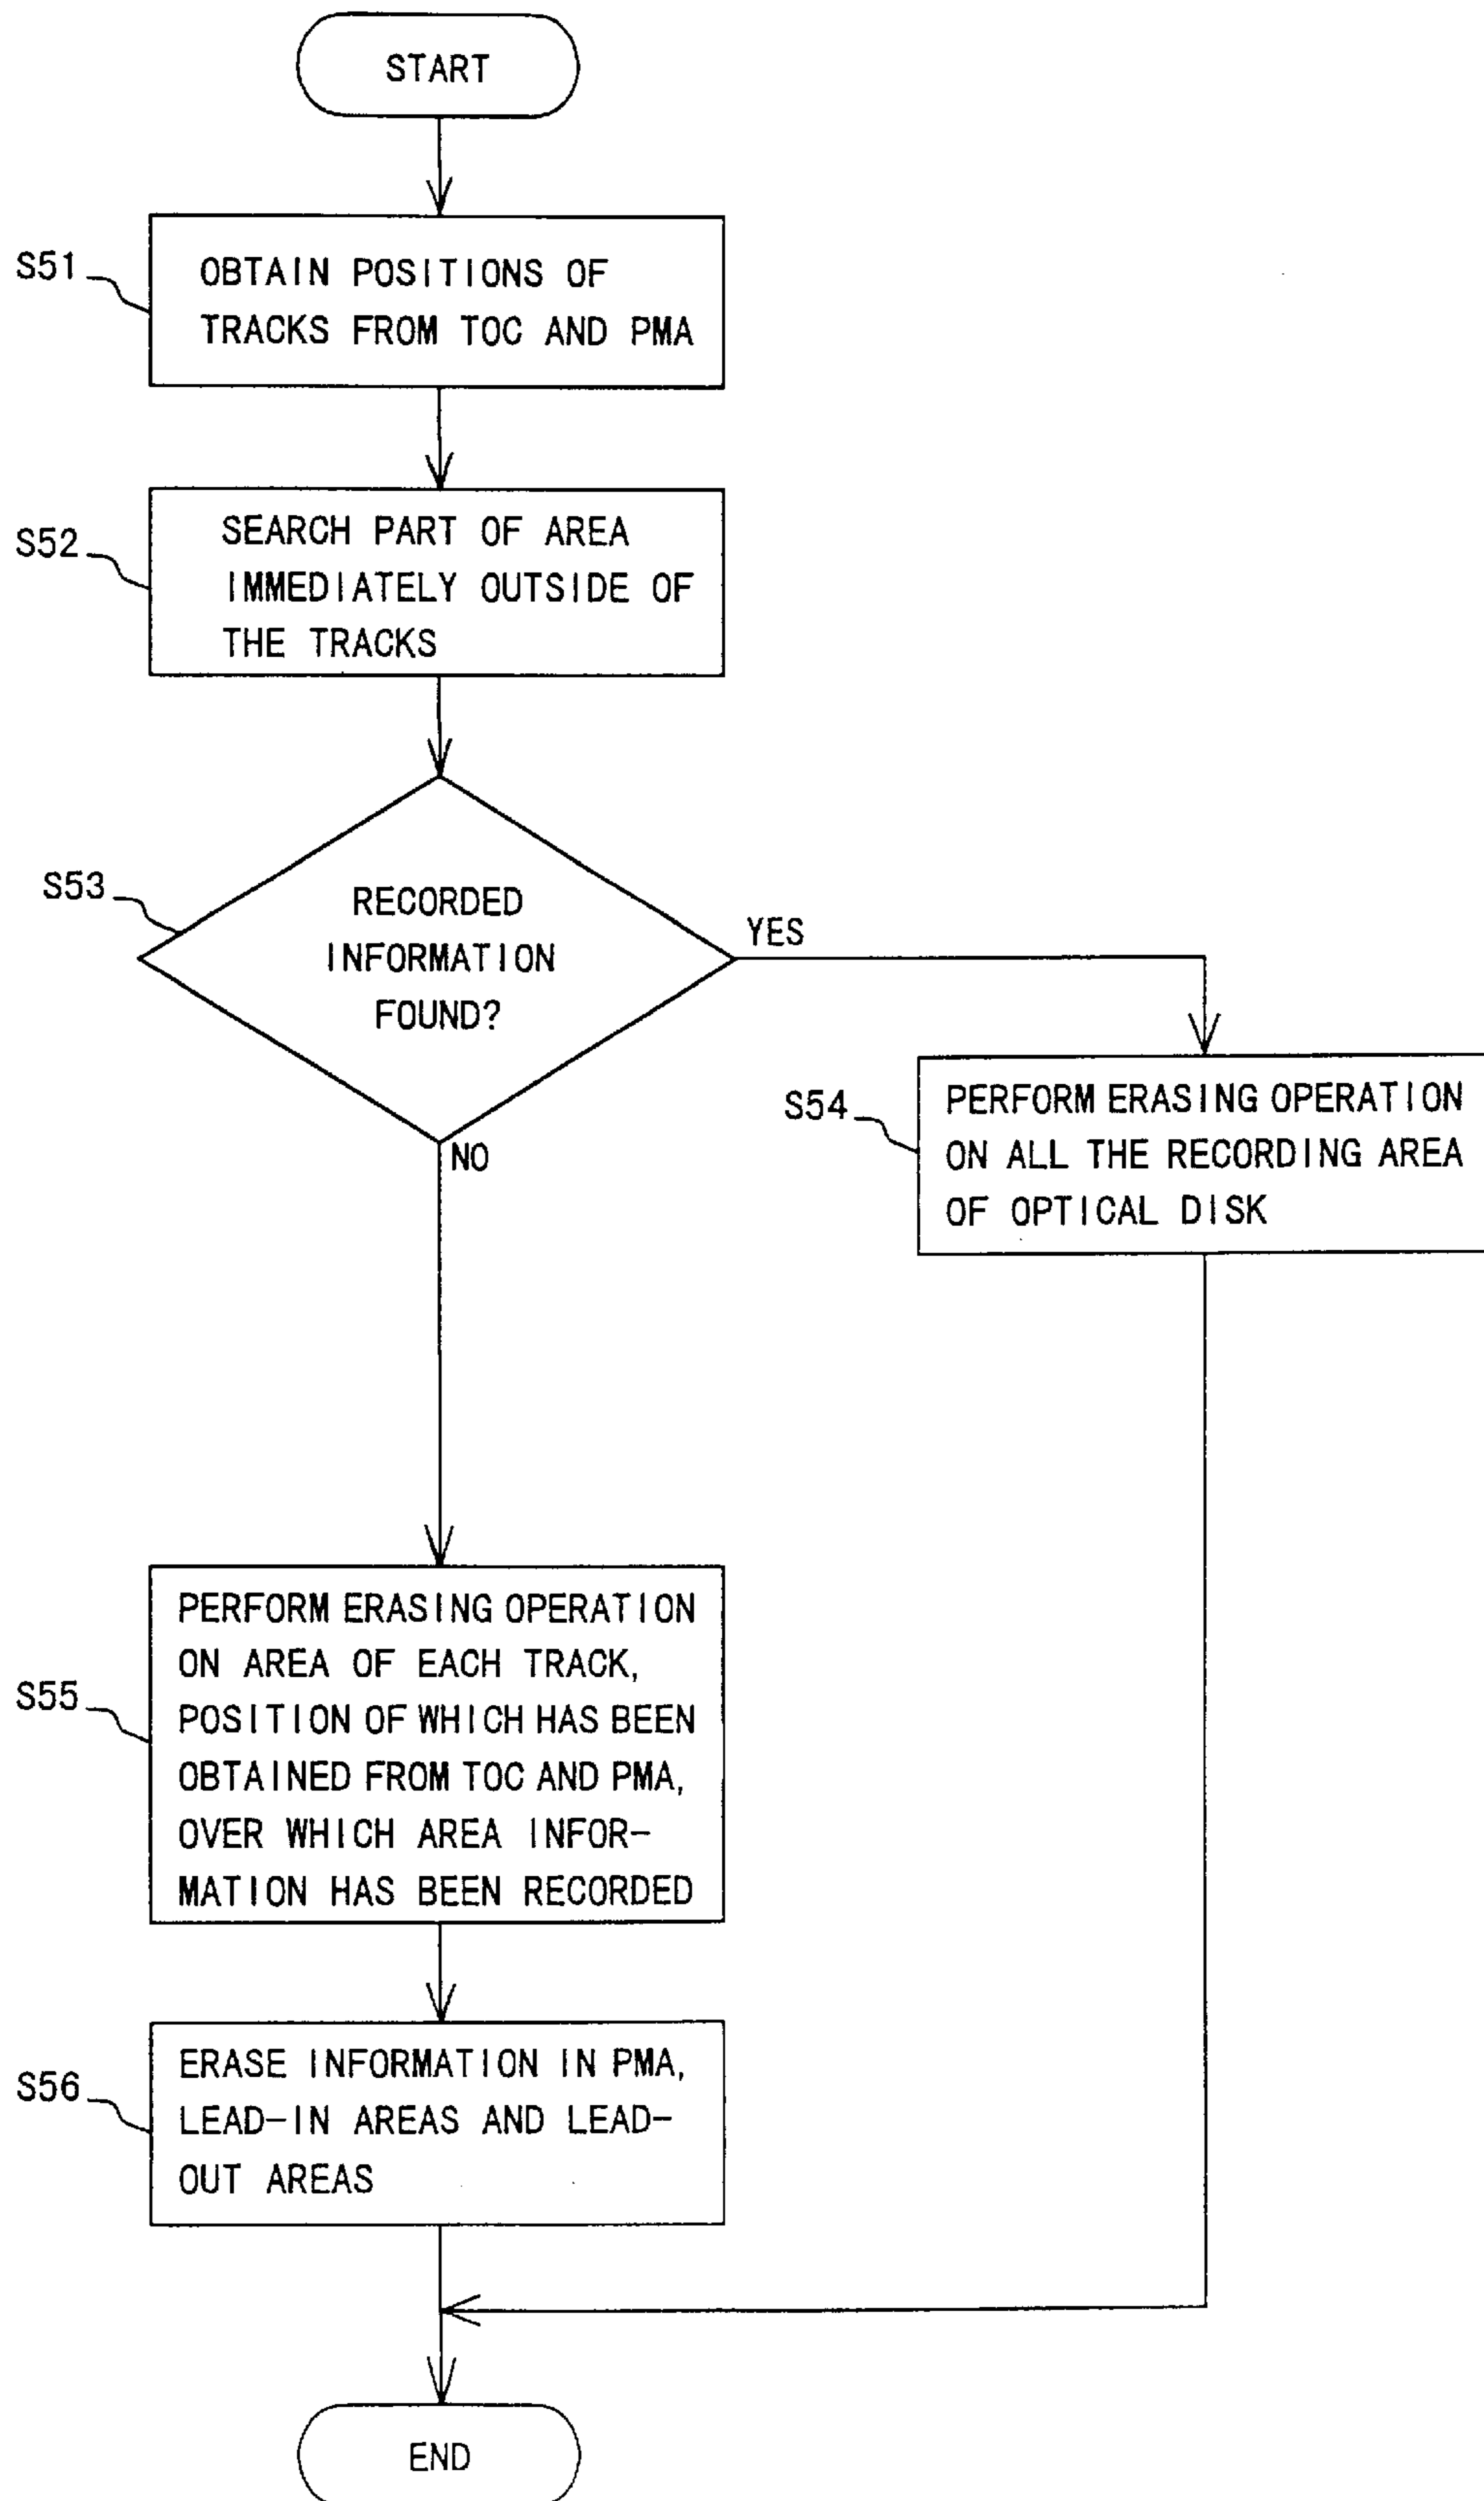 START
S51
OBTAIN POSITIONS OF
TRACKS FROM TOC AND PMA
S52
SEARCH PART OF AREA
IMMEDIATELY OUTSIDE OF
THE TRACKS
S53
RECORDED
INFORMATION
FOUND?
YES
NO
S54
PERFORM ERASING OPERATION
ON ALL THE RECORDING AREA
OF OPTICAL DISK
S55
PERFORM ERASING OPERATION
ON AREA OF EACH TRACK,
POSITION OF WHICH HAS BEEN
OBTAINED FROM TOC AND PMA,
OVER WHICH AREA INFOR-
MATION HAS BEEN RECORDED
S56
ERASE INFORMATION IN PMA,
LEAD-IN AREAS AND LEAD-
OUT AREAS
END